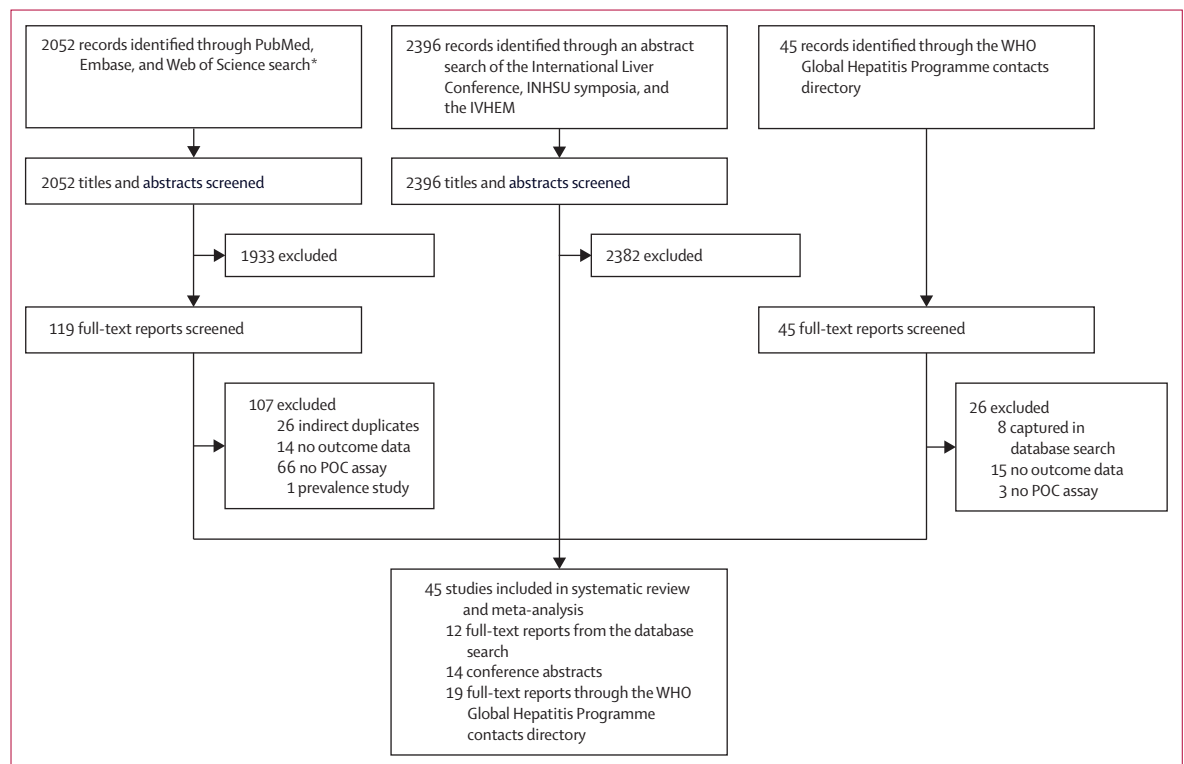 2052 records identified through PubMed,
Embase, and Web of Science search*
2396 records identified through an abstract
search of the International Liver
Conference, INHSU symposia, and
the IVHEM
45 records identified through the WHO
Global Hepatitis Programme contacts
directory
2052 titles and abstracts screened
2396 titles and abstracts screened
1933 excluded
2382 excluded
119 full-text reports screened
45 full-text reports screened
107 excluded
26 indirect duplicates
14 no outcome data
66 no POC assay
1 prevalence study
26 excluded
8 captured in
database search
15 no outcome data
3 no POC assay
45 studies included in systematic review
and meta-analysis
12 full-text reports from the database
search
14 conference abstracts
19 full-text reports through the WHO
Global Hepatitis Programme
contacts directory